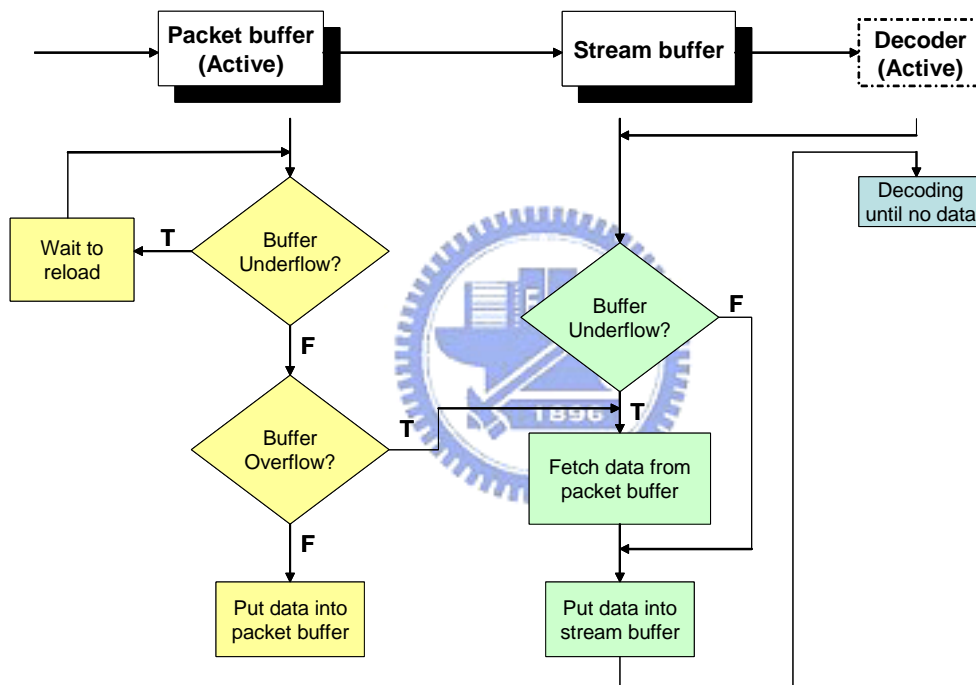 Packet buffer
(Active)
Stream buffer
Decoder
(Active)
Decoding
until no data
Wait to
reload
T
Buffer
Underflow?
F
Buffer
Underflow?
F
T
Buffer
Overflow?
T
1896
Fetch data from
packet buffer
F
Put data into
packet buffer
Put data into
stream buffer